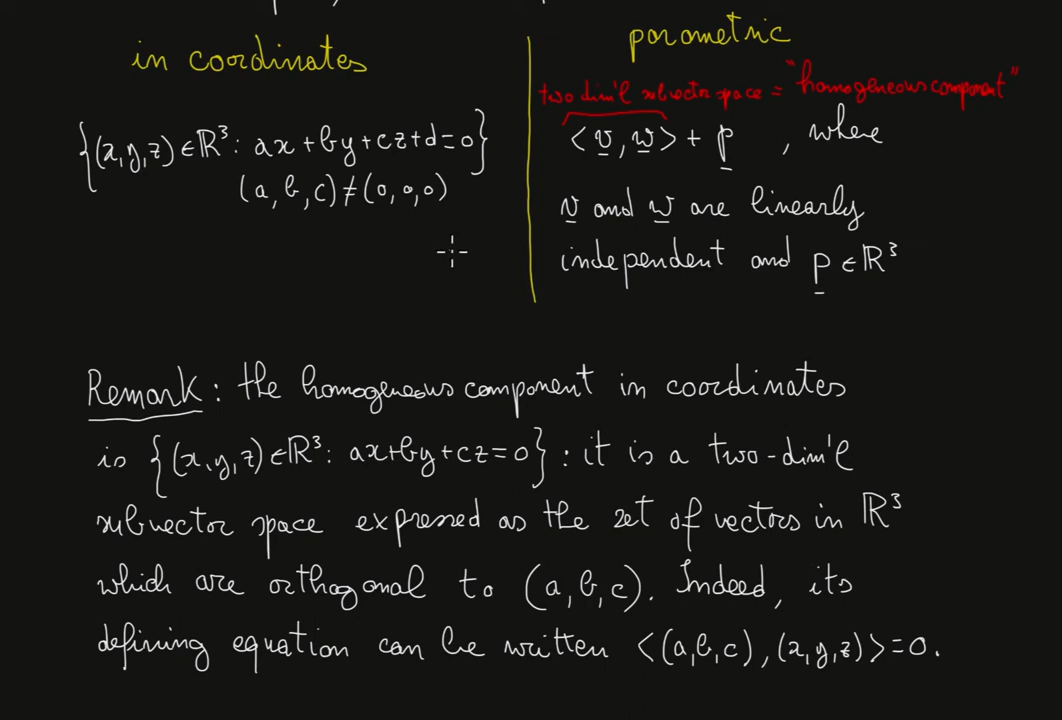 in coordinates
{(x,y,z)∈ℝ³: ax+by+cz+d=0}
(a,b,c)≠(0,0,0)
parametric
two dim'l subvector space = "homogeneous component"
<v,w>+p , where
v and w are linearly
independent and p∈ℝ³
Remark: the homogeneous component in coordinates
is {(x,y,z)∈ℝ³: ax+by+cz=0}: it is a two-dim'l
subvector space expressed as the set of vectors in ℝ³
which are orthogonal to (a,b,c). Indeed, its
defining equation can be written <(a,b,c),(x,y,z)>=0.